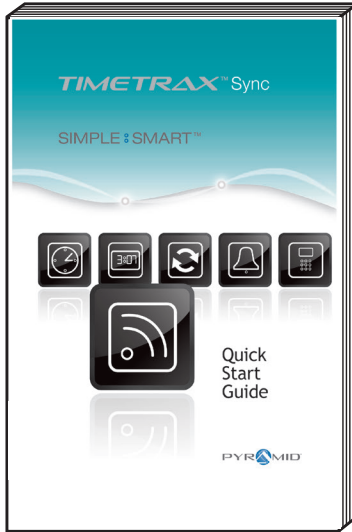 TIMETRAX™ Sync
SIMPLE SMART™
3:07
Quick
Start
Guide
PYRAMID